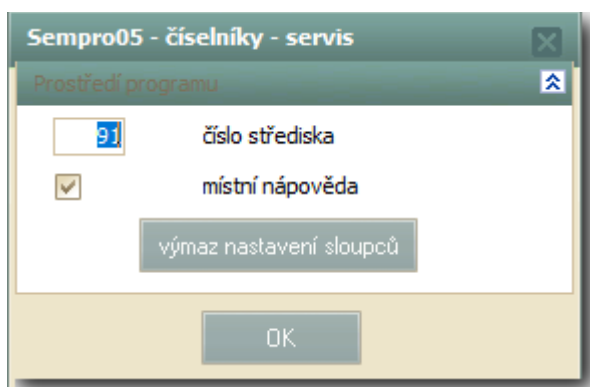 Sempro05 - číselníky - servis
Prostředí programu
91 číslo střediska
místní nápověda
výmaz nastavení sloupců
OK